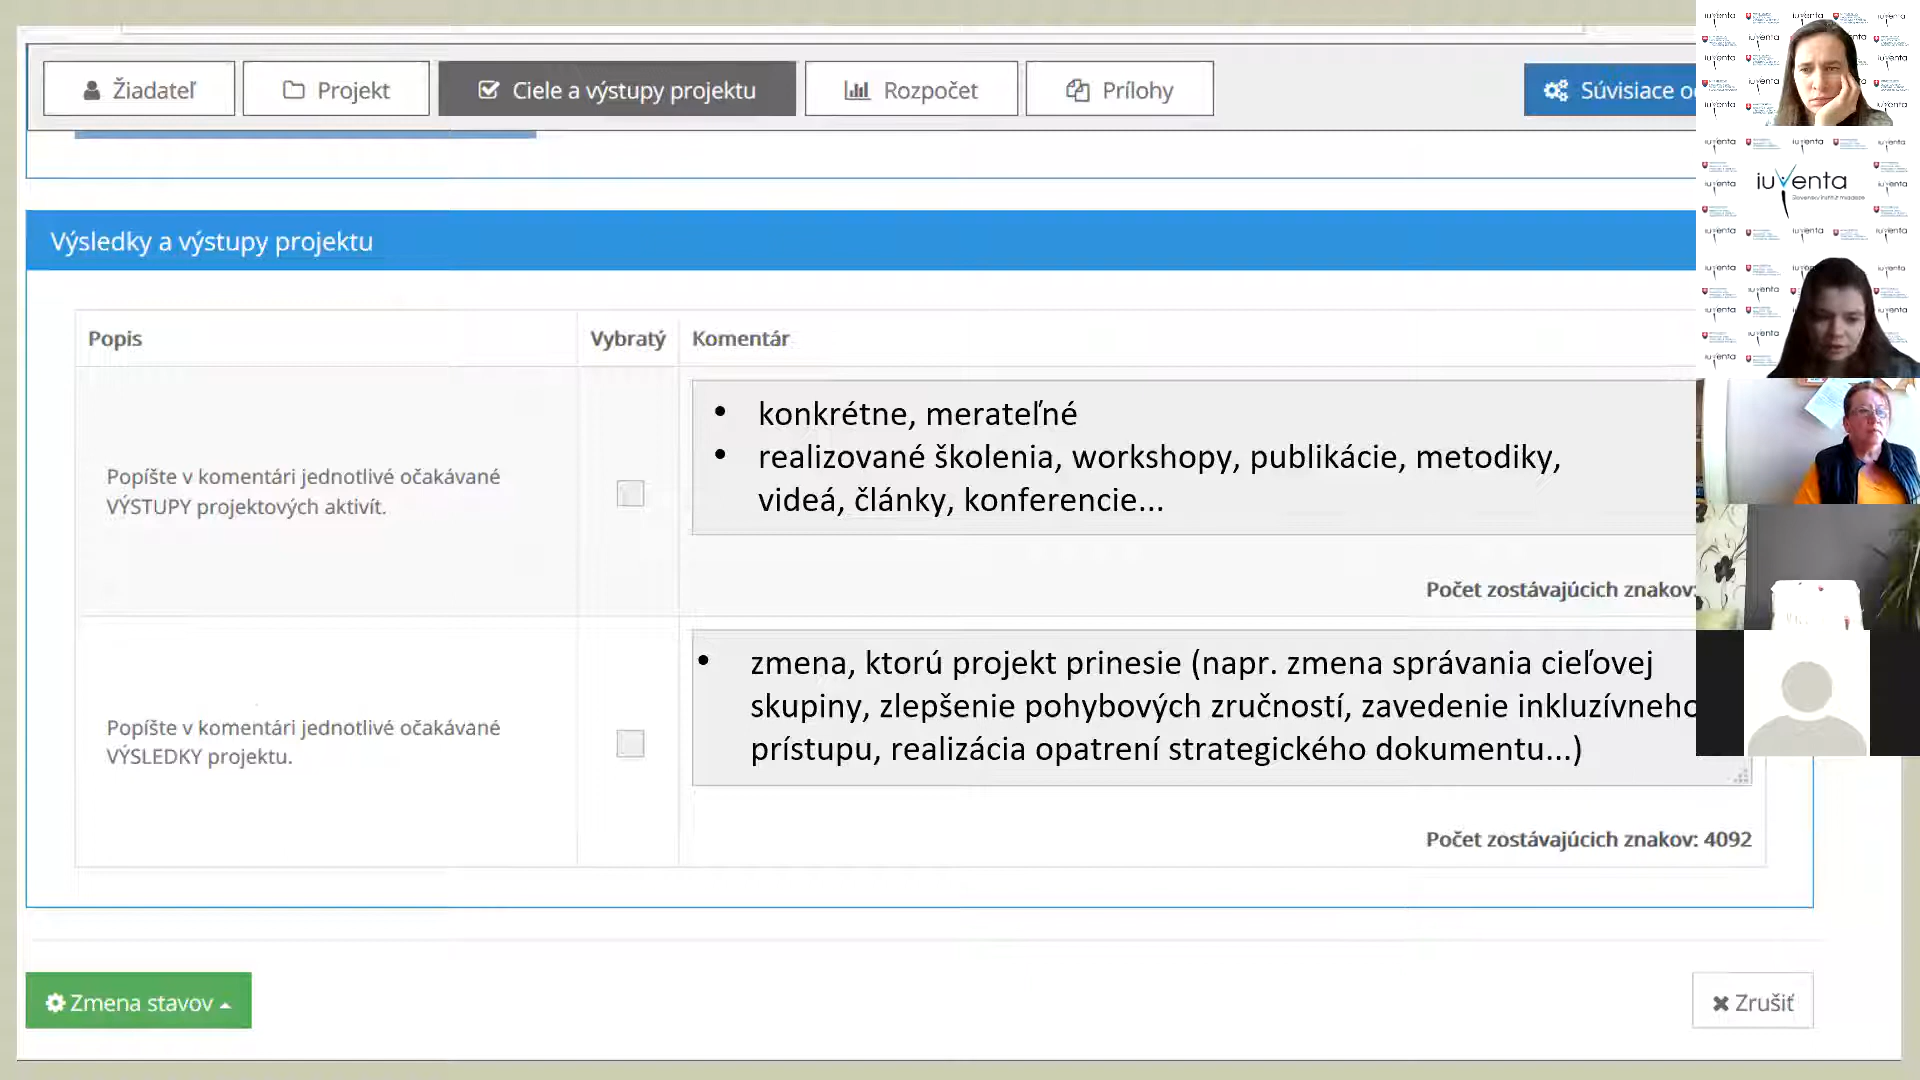 Žiadateľ
Projekt
Ciele a výstupy projektu
Rozpočet
Prílohy
Súvisiace
Výsledky a výstupy projektu
Popis
Vybratý
Komentár
Popíšte v komentári jednotlivé očakávané
VÝSTUPY projektových aktivít.
• konkrétne, merateľné
• realizované školenia, workshopy, publikácie, metodiky,
videá, články, konferencie...
Počet zostávajúcich znakov:
Popíšte v komentári jednotlivé očakávané
VÝSLEDKY projektu.
• zmena, ktorú projekt prinesie (napr. zmena správania cieľovej
skupiny, zlepšenie pohybových zručností, zavedenie inkluzívneho
prístupu, realizácia opatrení strategického dokumentu...)
Počet zostávajúcich znakov: 4092
Zmena stavov
Zrušiť
iuventa
Slovenský inštitút mládeže